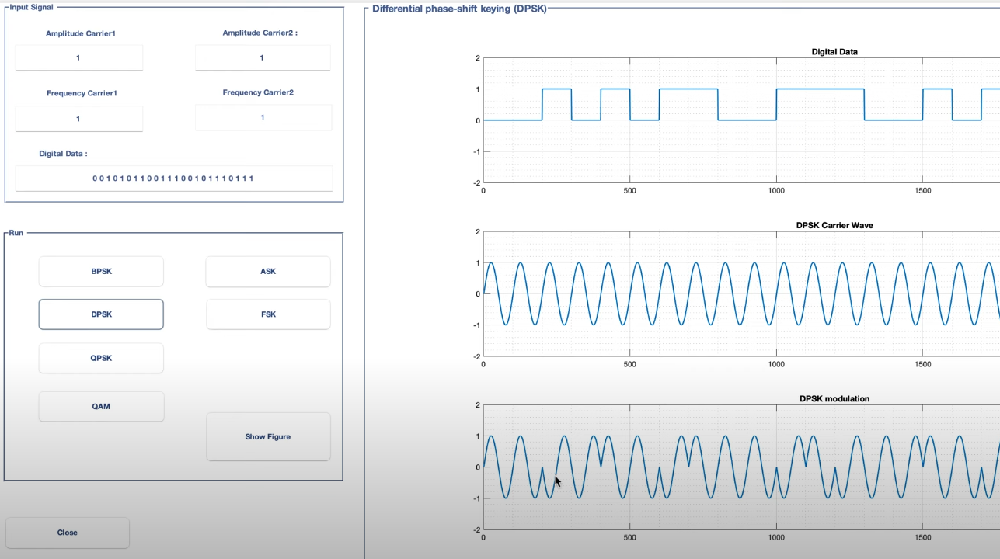 Input Signal
Amplitude Carrier1
Amplitude Carrier2 :
1
1
Frequency Carrier1
Frequency Carrier2
1
1
Digital Data :
0 0 1 0 1 0 1 1 0 0 1 1 1 0 0 1 0 1 1 1 0 1 1 1
Run
BPSK
ASK
DPSK
FSK
QPSK
QAM
Show Figure
Close
Differential phase-shift keying (DPSK)
Digital Data
2
1
0
-1
-2
0 500 1000 1500
DPSK Carrier Wave
2
1
0
-1
-2
0 500 1000 1500
DPSK modulation
2
1
0
-1
-2
0 500 1000 1500